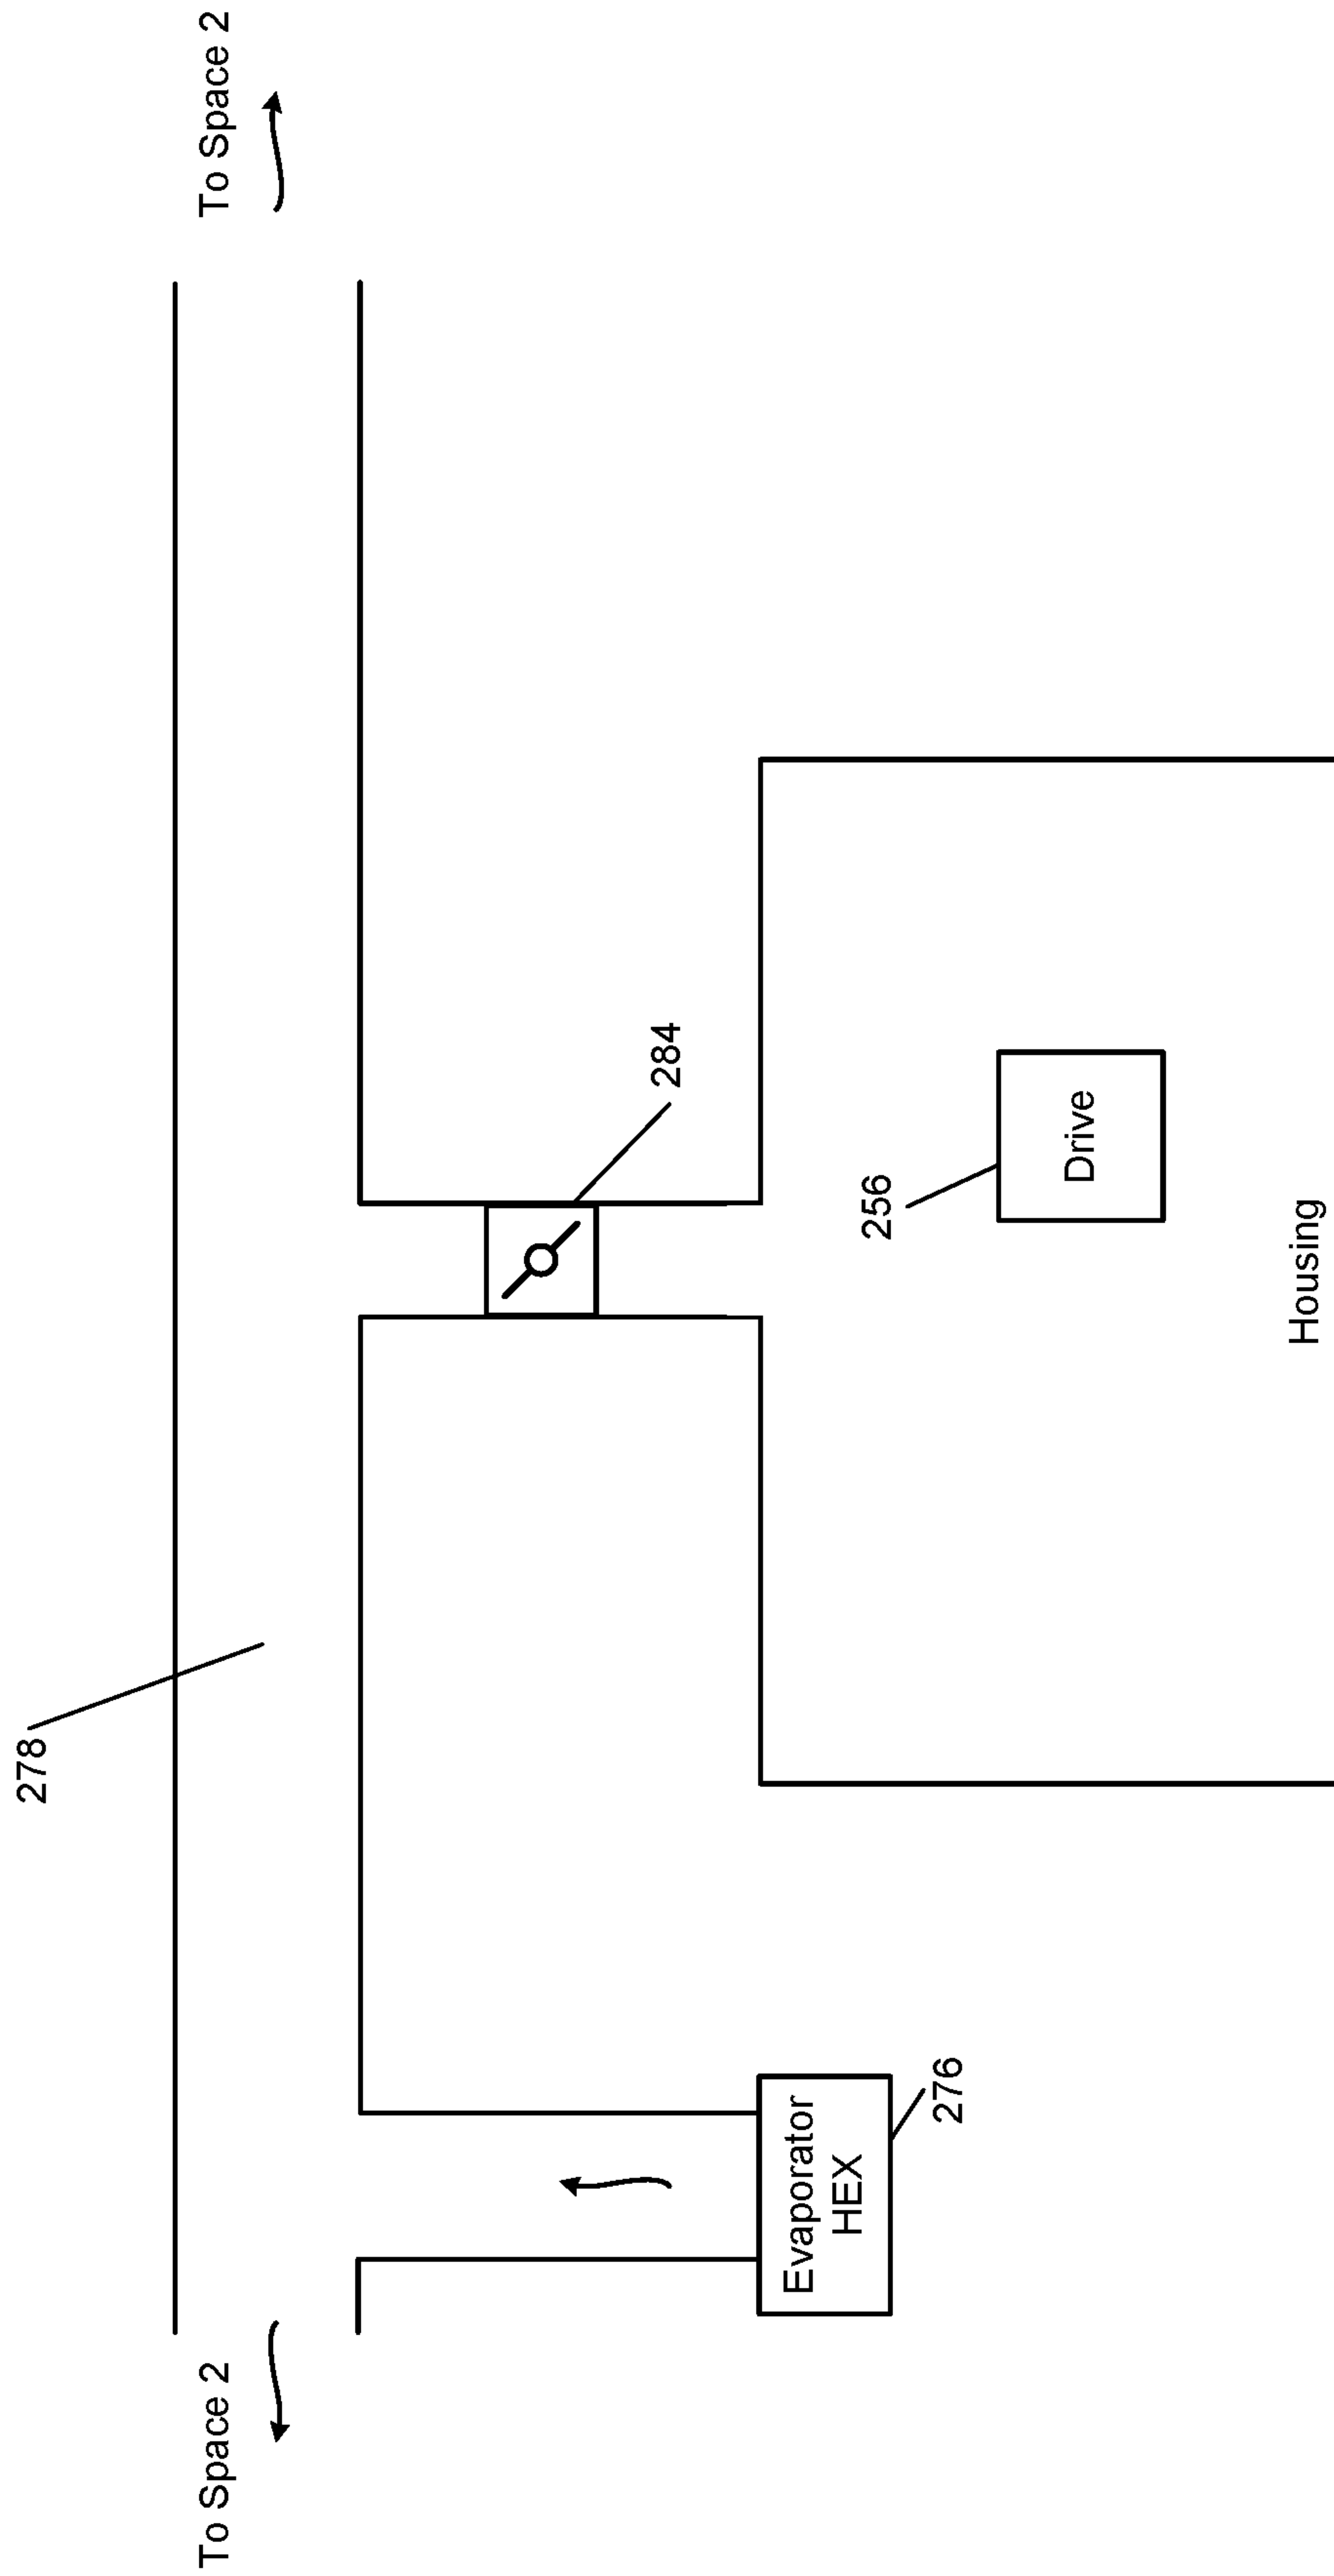 278
To Space 2
To Space 2
284
Evaporator
HEX
276
256
Drive
Housing